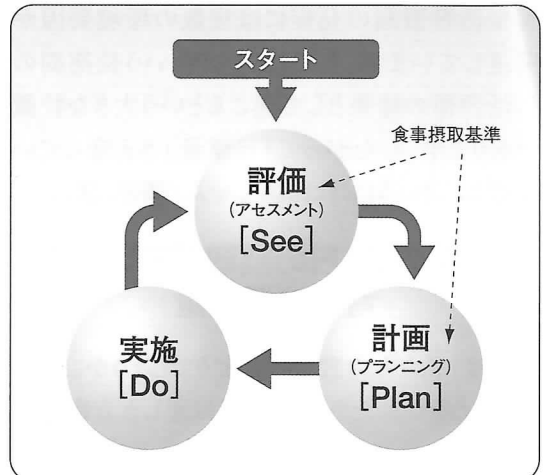 スタート
食事摂取基準
評価
(アセスメント)
[See]
計画
(プランニング)
[Plan]
実施
[Do]